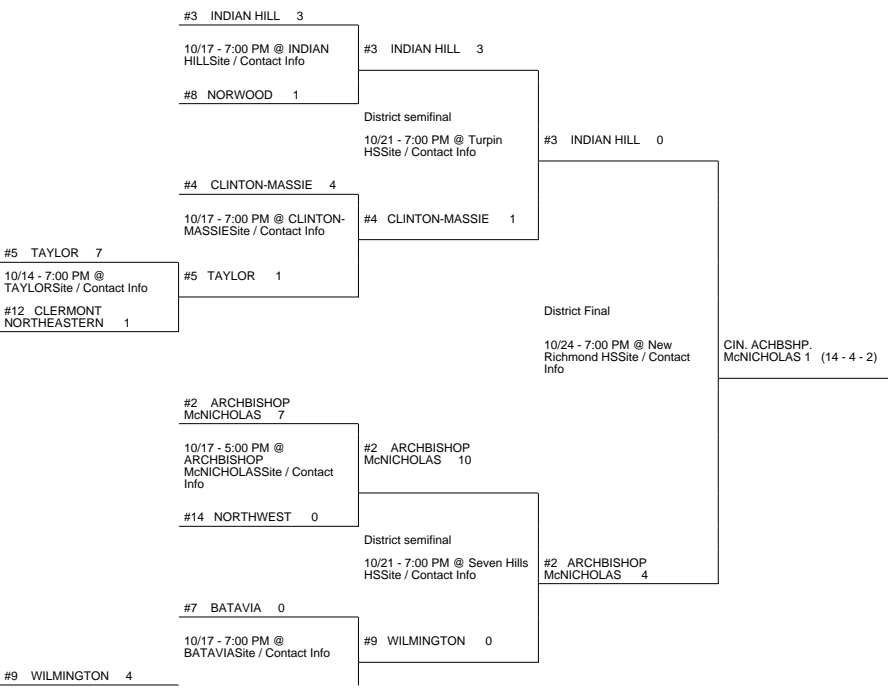 #3 INDIAN HILL 3
10/17 - 7:00 PM @ INDIAN
HILLSite / Contact Info
#3 INDIAN HILL 3
#8 NORWOOD 1
District semifinal
10/21 - 7:00 PM @ Turpin
HSSite / Contact Info
#3 INDIAN HILL 0
#4 CLINTON-MASSIE 4
10/17 - 7:00 PM @ CLINTON-
MASSIESite / Contact Info
#4 CLINTON-MASSIE 1
#5 TAYLOR 7
10/14 - 7:00 PM @
TAYLORSite / Contact Info
#5 TAYLOR 1
#12 CLERMONT
NORTHEASTERN 1
District Final
10/24 - 7:00 PM @ New
Richmond HSSite / Contact
Info
CIN. ACHBSHP.
McNICHOLAS 1 (14 - 4 - 2)
#2 ARCHBISHOP
McNICHOLAS 7
10/17 - 5:00 PM @
ARCHBISHOP
McNICHOLASSite / Contact
Info
#2 ARCHBISHOP
McNICHOLAS 10
#14 NORTHWEST 0
District semifinal
10/21 - 7:00 PM @ Seven Hills
HSSite / Contact Info
#2 ARCHBISHOP
McNICHOLAS 4
#7 BATAVIA 0
10/17 - 7:00 PM @
BATAVIASite / Contact Info
#9 WILMINGTON 0
#9 WILMINGTON 4